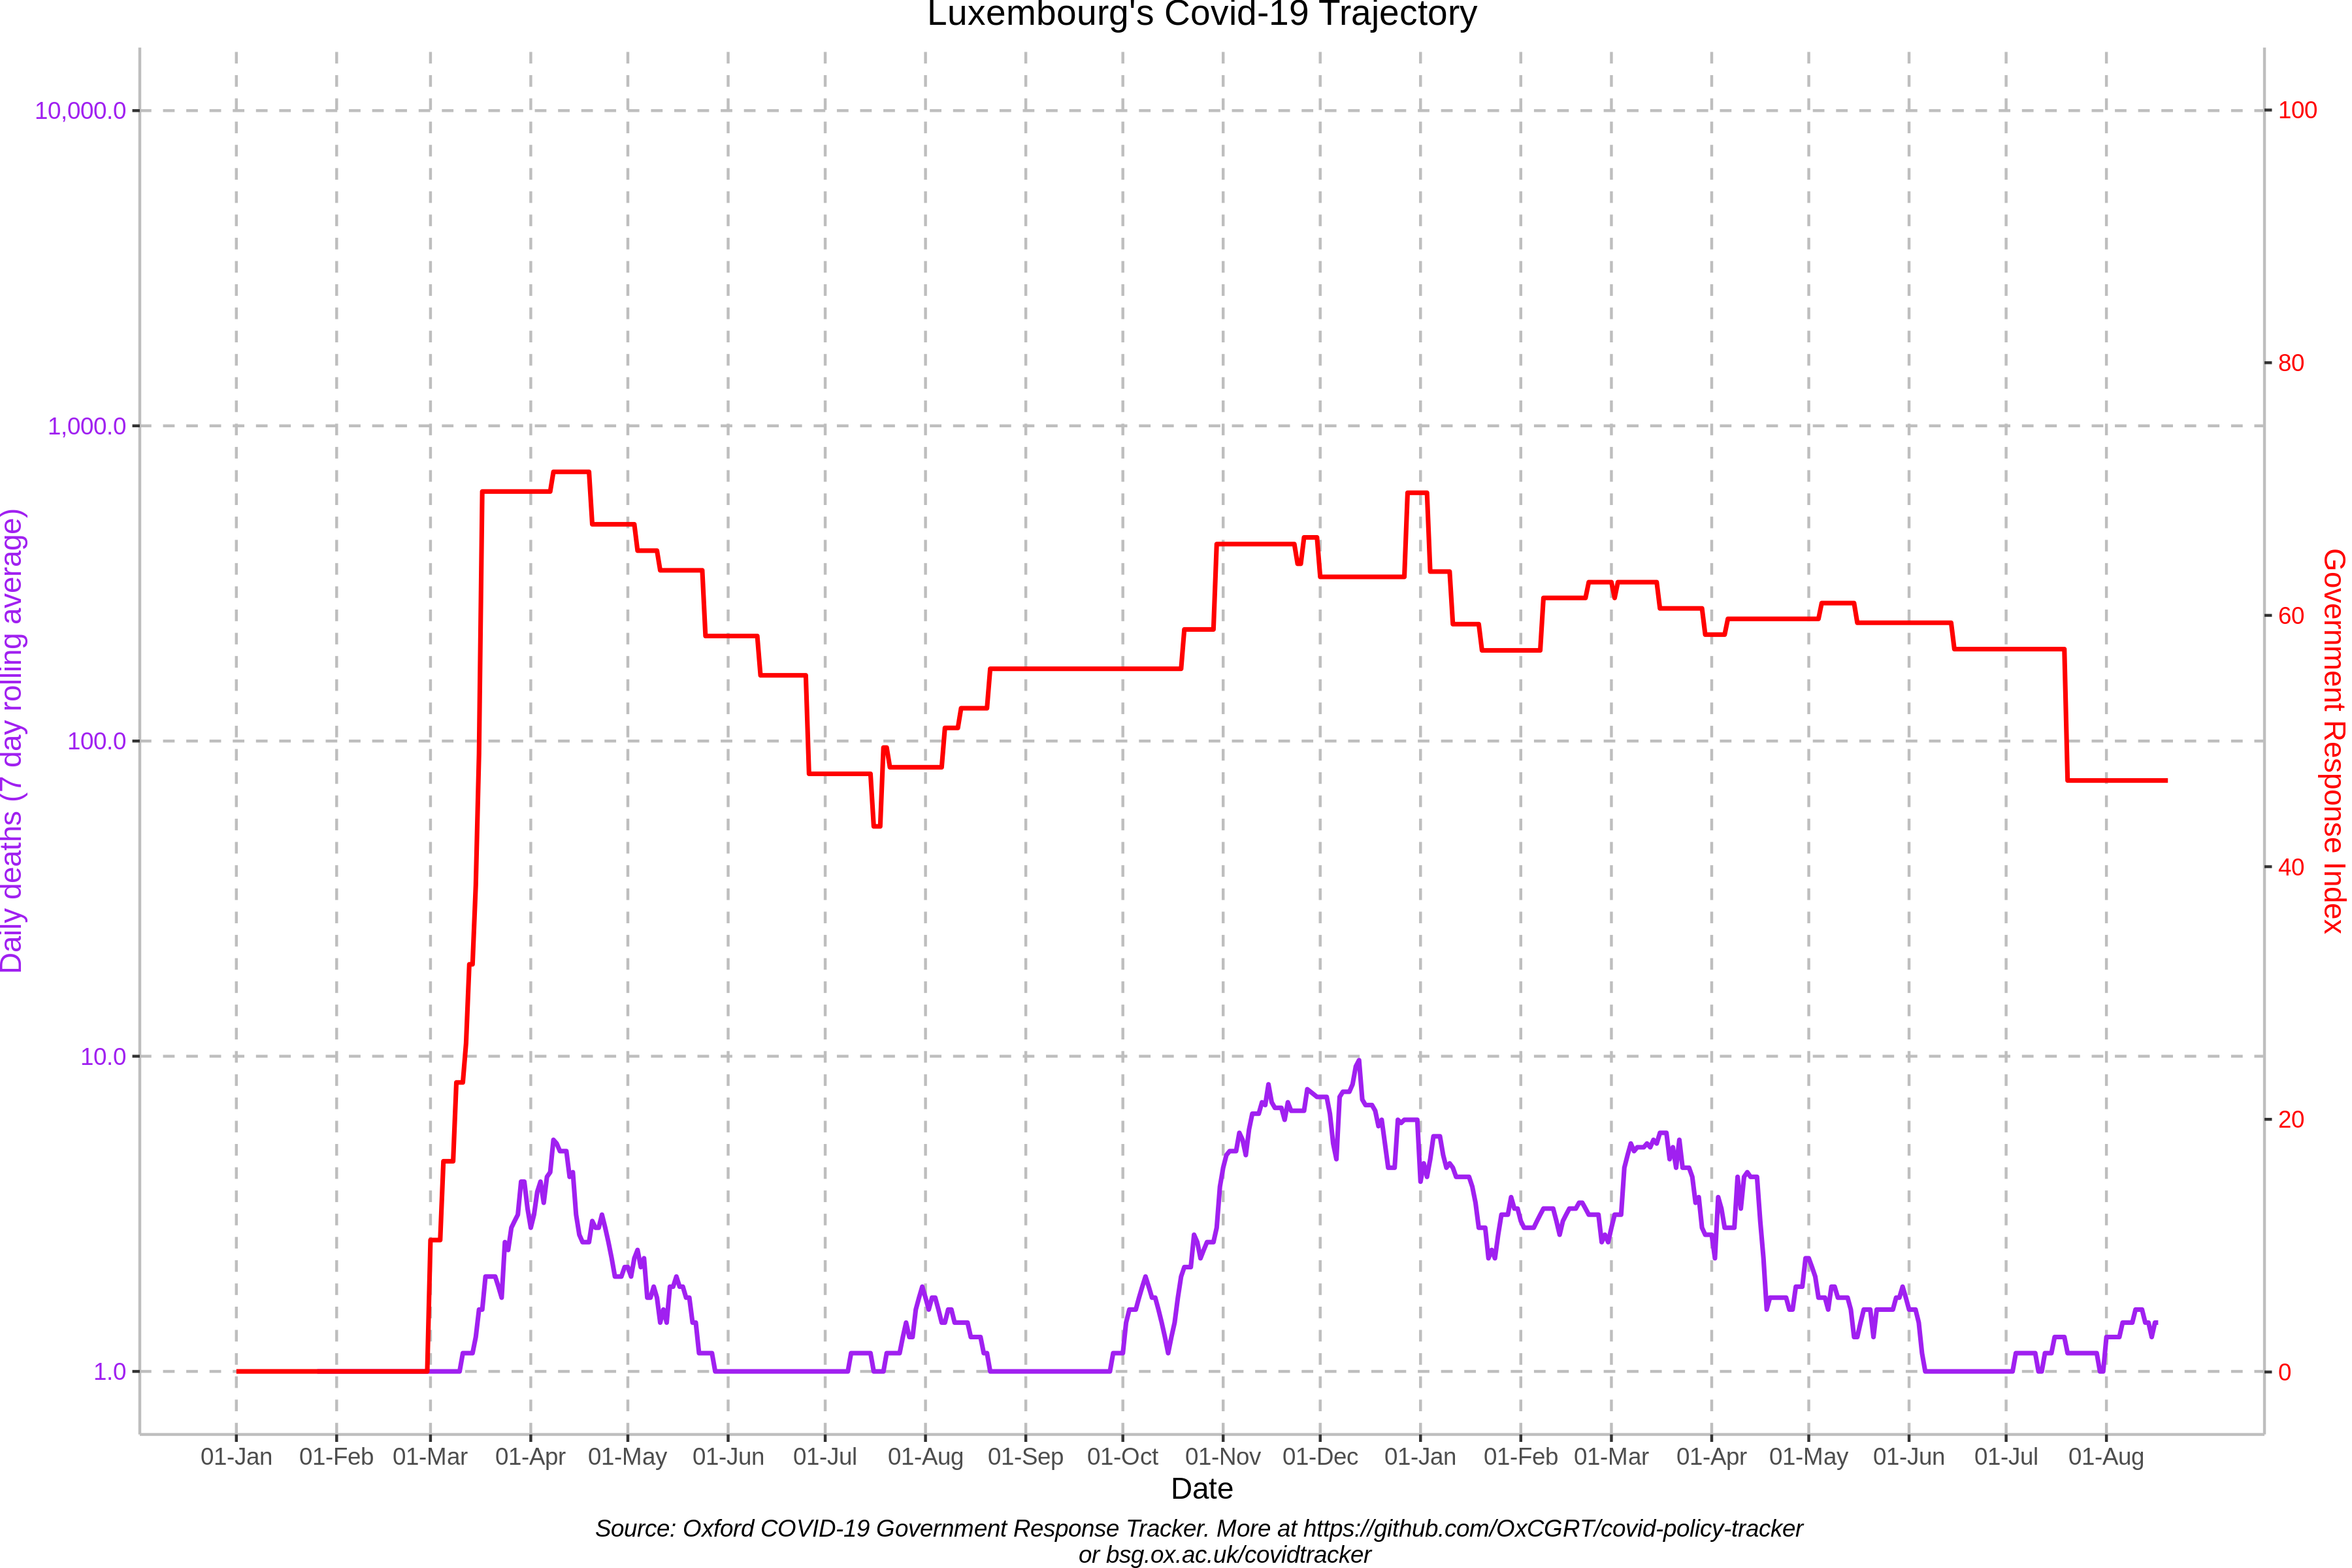 Luxembourg's Covid-19 Trajectory
10,000.0
1,000.0
100.0
10.0
1.0
Daily deaths (7 day rolling average)
100
80
60
40
20
0
Government Response Index
01-Jan 01-Feb 01-Mar 01-Apr 01-May 01-Jun 01-Jul 01-Aug 01-Sep 01-Oct 01-Nov 01-Dec 01-Jan 01-Feb 01-Mar 01-Apr 01-May 01-Jun 01-Jul 01-Aug
Date
Source: Oxford COVID-19 Government Response Tracker. More at https://github.com/OxCGRT/covid-policy-tracker
or bsg.ox.ac.uk/covidtracker